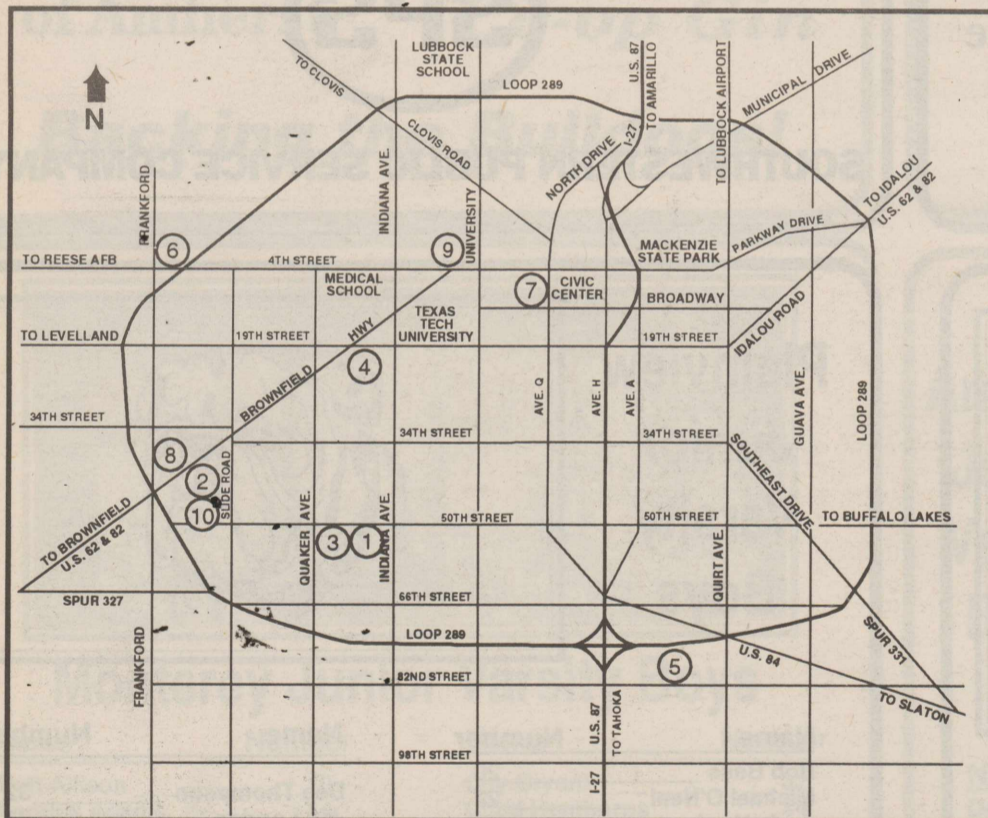 LUBBOCK
STATE
SCHOOL
TO CLOVIS
LOOP 289
U.S. 87
TO AMARILLO
TO LUBBOCK AIRPORT
MUNICIPAL DRIVE
N
CLOVIS ROAD
NORTH DRIVE
I-27
INDIANA AVE.
UNIVERSITY
FRANKFORD
TO IDALOU
U.S. 62 & 82
PARKWAY DRIVE
6
9
MACKENZIE
STATE PARK
TO REESE AFB
4TH STREET
MEDICAL
SCHOOL
7
CIVIC
CENTER
BROADWAY
TEXAS
TECH
UNIVERSITY
TO LEVELLAND
19TH STREET
HWY
19TH STREET
IDALOU ROAD
4
BROWNFIELD
AVE. Q
AVE. H
AVE. A
GUAVA AVE.
LOOP 289
34TH STREET
34TH STREET
34TH STREET
SOUTHEAST DRIVE
8
2
SLIDE ROAD
10
QUAKER AVE.
INDIANA AVE.
50TH STREET
50TH STREET
TO BUFFALO LAKES
3
1
TO BROWNFIELD
U.S. 62 & 82
QUIRT AVE.
SPUR 327
66TH STREET
LOOP 289
SPUR 331
5
U.S. 84
FRANKFORD
82ND STREET
TO SLATON
U.S. 87
TO TAHOKA
98TH STREET
I-27